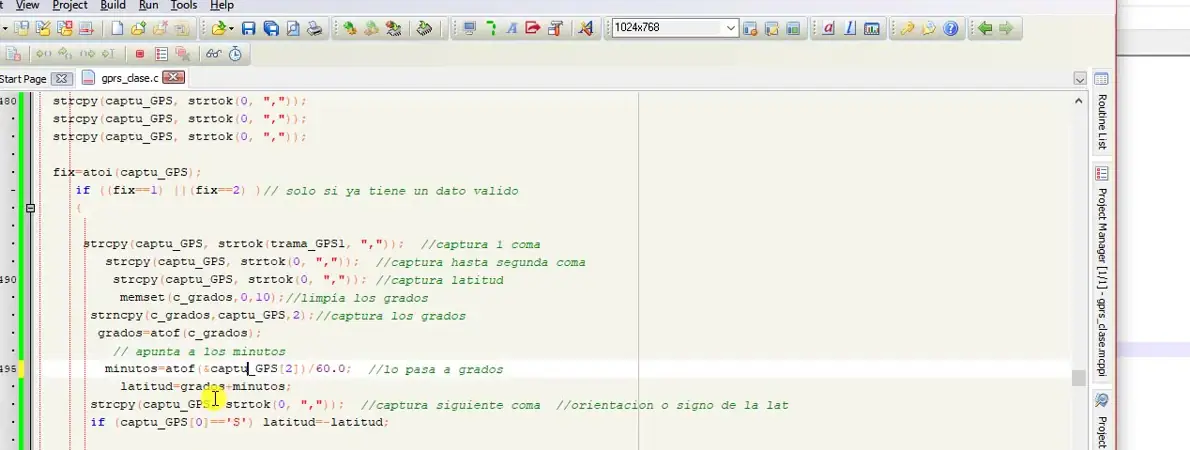 View Project Build Run Tools Help
1024x768
Start Page gprs_clase.c
480 strcpy(captu_GPS, strtok(0, ","));
strcpy(captu_GPS, strtok(0, ","));
strcpy(captu_GPS, strtok(0, ","));
fix=atoi(captu_GPS);
if ((fix==1) ||(fix==2) )// solo si ya tiene un dato valido
{
strcpy(captu_GPS, strtok(trama_GPS1, ",")); //captura 1 coma
strcpy(captu_GPS, strtok(0, ",")); //captura hasta segunda coma
490 strcpy(captu_GPS, strtok(0, ",")); //captura latitud
memset(c_grados,0,10);//limpia los grados
strncpy(c_grados,captu_GPS,2);//captura los grados
grados=atof(c_grados);
// apunta a los minutos
495 minutos=atof(&captu_GPS[2])/60.0; //lo pasa a grados
latitud=grados+minutos;
strcpy(captu_GPS, strtok(0, ",")); //captura siguiente coma //orientacion o signo de la lat
if (captu_GPS[0]=='S') latitud=-latitud;
Routine List
Project Manager [1/1] - gprs_clase.mcppi
Project